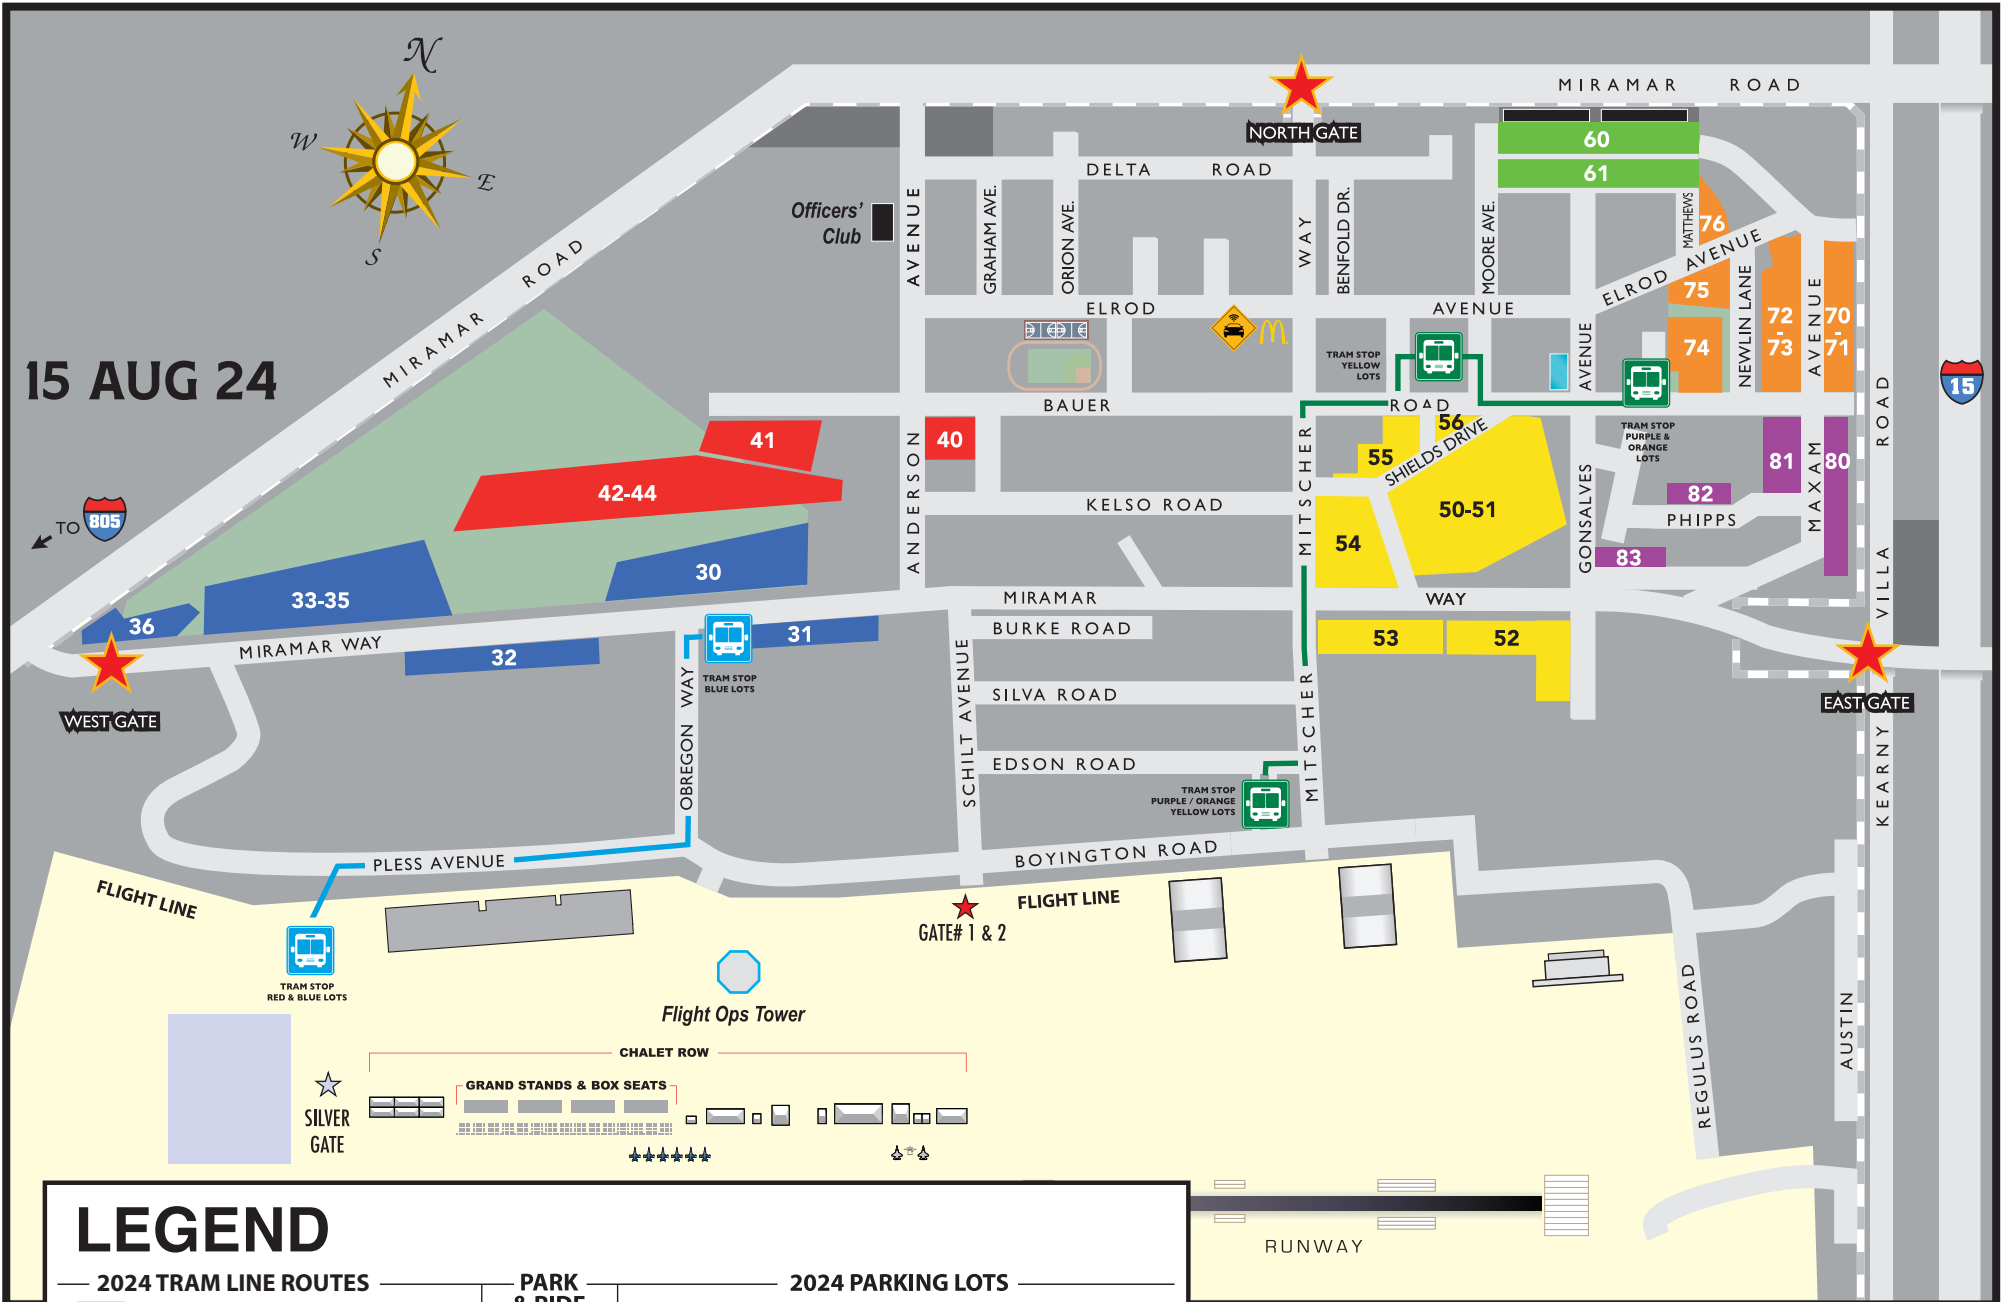 N
W
E
S
15 AUG 24
MIRAMAR ROAD
NORTH GATE
MIRAMAR ROAD
60
61
DELTA ROAD
Officers'
Club
AVENUE
GRAHAM AVE.
ORION AVE.
WAY
BENFOLD DR.
MOORE AVE.
MATTHEWS
76
ELROD AVENUE
75
ELROD
AVENUE
NEWLIN LANE
72
-
73
AVENUE
70
-
71
74
AVENUE
TRAM STOP
YELLOW
LOTS
15
ROAD
BAUER
ROAD
41
40
42-44
ANDERSON
KELSO ROAD
MITSCHER
56
55
SHIELDS DRIVE
50-51
54
GONSALVES
TRAM STOP
PURPLE &
ORANGE
LOTS
81
80
82
PHIPPS
MAXAM
83
TO 805
33-35
30
36
MIRAMAR WAY
32
31
MIRAMAR
WAY
BURKE ROAD
53
52
VILLA
WEST GATE
TRAM STOP
BLUE LOTS
OBREGON WAY
SCHILT AVENUE
SILVA ROAD
EDSON ROAD
MITSCHER
EAST GATE
KEARNY
TRAM STOP
PURPLE / ORANGE
YELLOW LOTS
PLESS AVENUE
BOYINGTON ROAD
FLIGHT LINE
FLIGHT LINE
GATE# 1 & 2
TRAM STOP
RED & BLUE LOTS
Flight Ops Tower
REGULUS ROAD
AUSTIN
CHALET ROW
GRAND STANDS & BOX SEATS
SILVER
GATE
RUNWAY
LEGEND
2024 TRAM LINE ROUTES
PARK
& RIDE
2024 PARKING LOTS